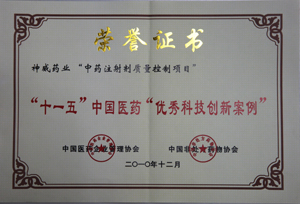 荣誉证书
神威药业“中药注射剂质量控制项目”
“十一五”中国医药“优秀科技创新案例”
中国医药企业管理协会 中国非处方药物协会
二〇一〇年十二月